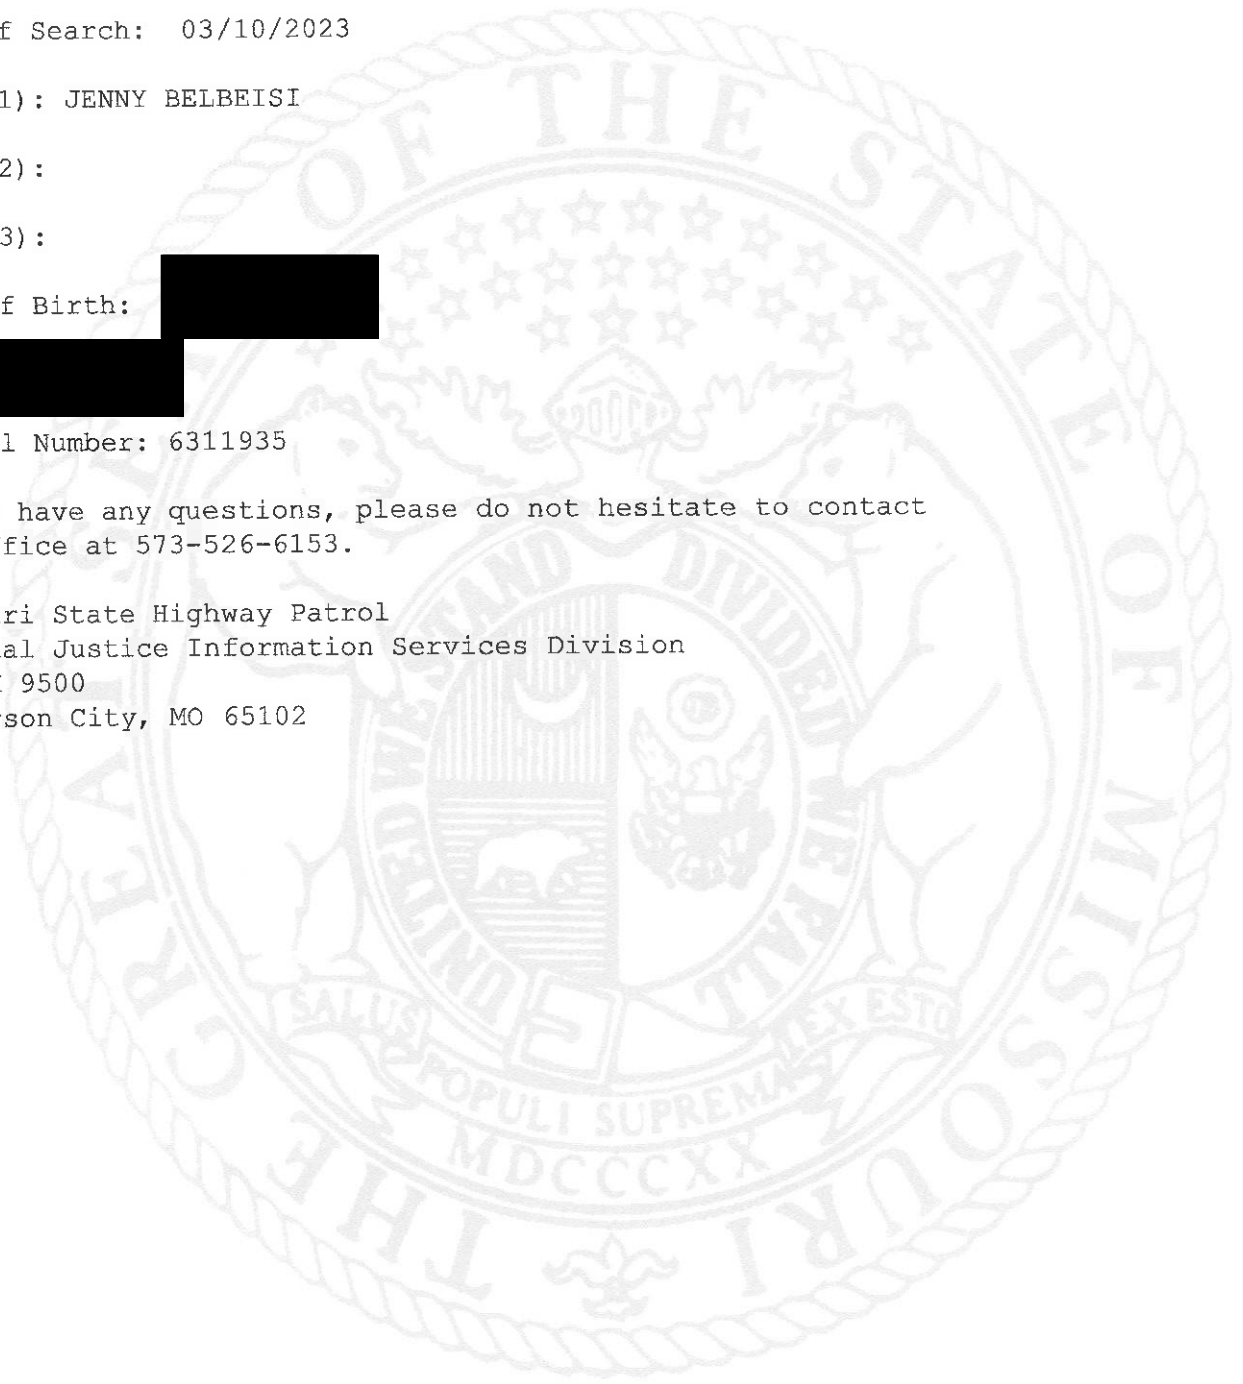 f Search: 03/10/2023
1): JENNY BELBEISI
2):
3):
f Birth:
l Number: 6311935
have any questions, please do not hesitate to contact
fice at 573-526-6153.
ri State Highway Patrol
al Justice Information Services Division
9500
son City, MO 65102
THE GREAT SEAL OF THE STATE OF MISSOURI
UNITED WE STAND DIVIDED WE FALL
SALUS POPULI SUPREMA LEX ESTO
MDCCCXX